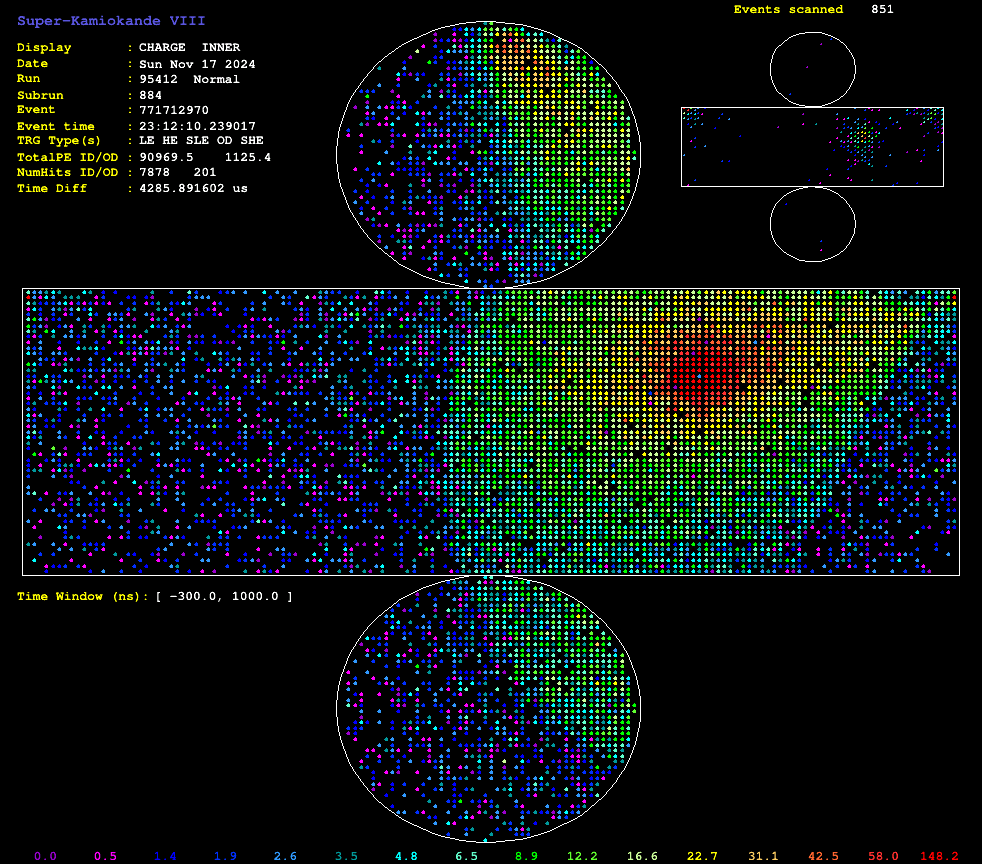 Super-Kamiokande VIII
Events scanned 851
Display : CHARGE INNER
Date : Sun Nov 17 2024
Run : 95412 Normal
Subrun : 884
Event : 771712970
Event time : 23:12:10.239017
TRG Type(s) : LE HE SLE OD SHE
TotalPE ID/OD : 90969.5 1125.4
NumHits ID/OD : 7878 201
Time Diff : 4285.891602 us
Time Window (ns): [ −300.0, 1000.0 ]
0.0 0.5 1.4 1.9 2.6 3.5 4.8 6.5 8.9 12.2 16.6 22.7 31.1 42.5 58.0 148.2